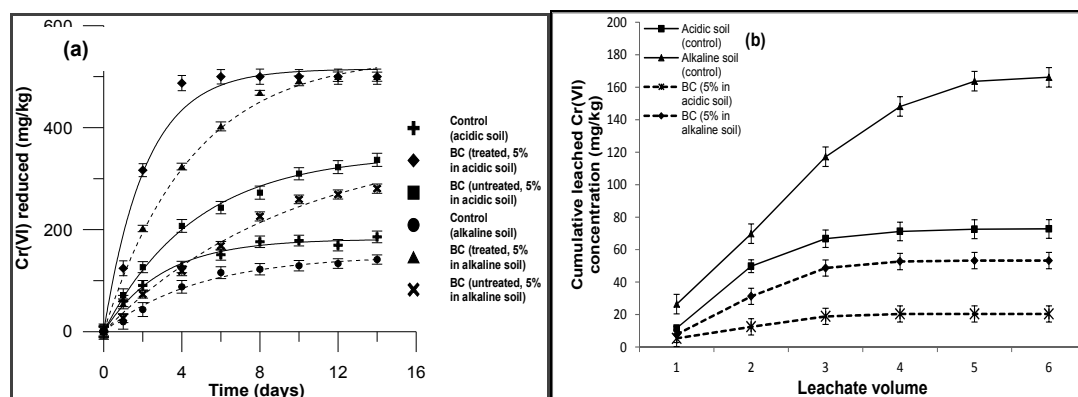 (a)
600
400
200
0
Cr(VI) reduced (mg/kg)
0 4 8 12 16
Time (days)
Control
(acidic soil)
BC (treated, 5%
in acidic soil)
BC (untreated, 5%
in acidic soil)
Control
(alkaline soil)
BC (treated, 5%
in alkaline soil)
BC (untreated, 5%
in alkaline soil)
(b)
Acidic soil
(control)
Alkaline soil
(control)
BC (5% in
acidic soil)
BC (5% in
alkaline soil)
200
180
160
140
120
100
80
60
40
20
0
Cumulative leached Cr(VI)
concentration (mg/kg)
1 2 3 4 5 6
Leachate volume